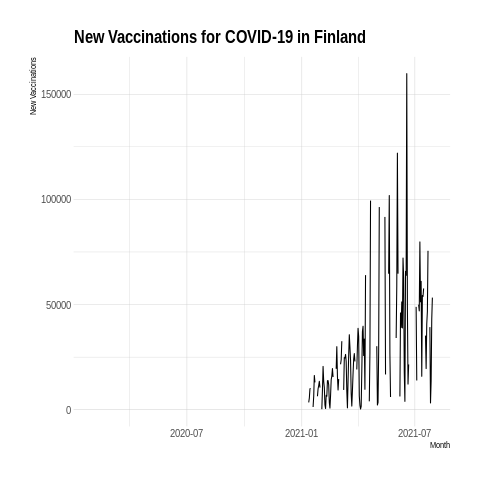 New Vaccinations for COVID-19 in Finland
New Vaccinations
150000
100000
50000
0
2020-07
2021-01
2021-07
Month